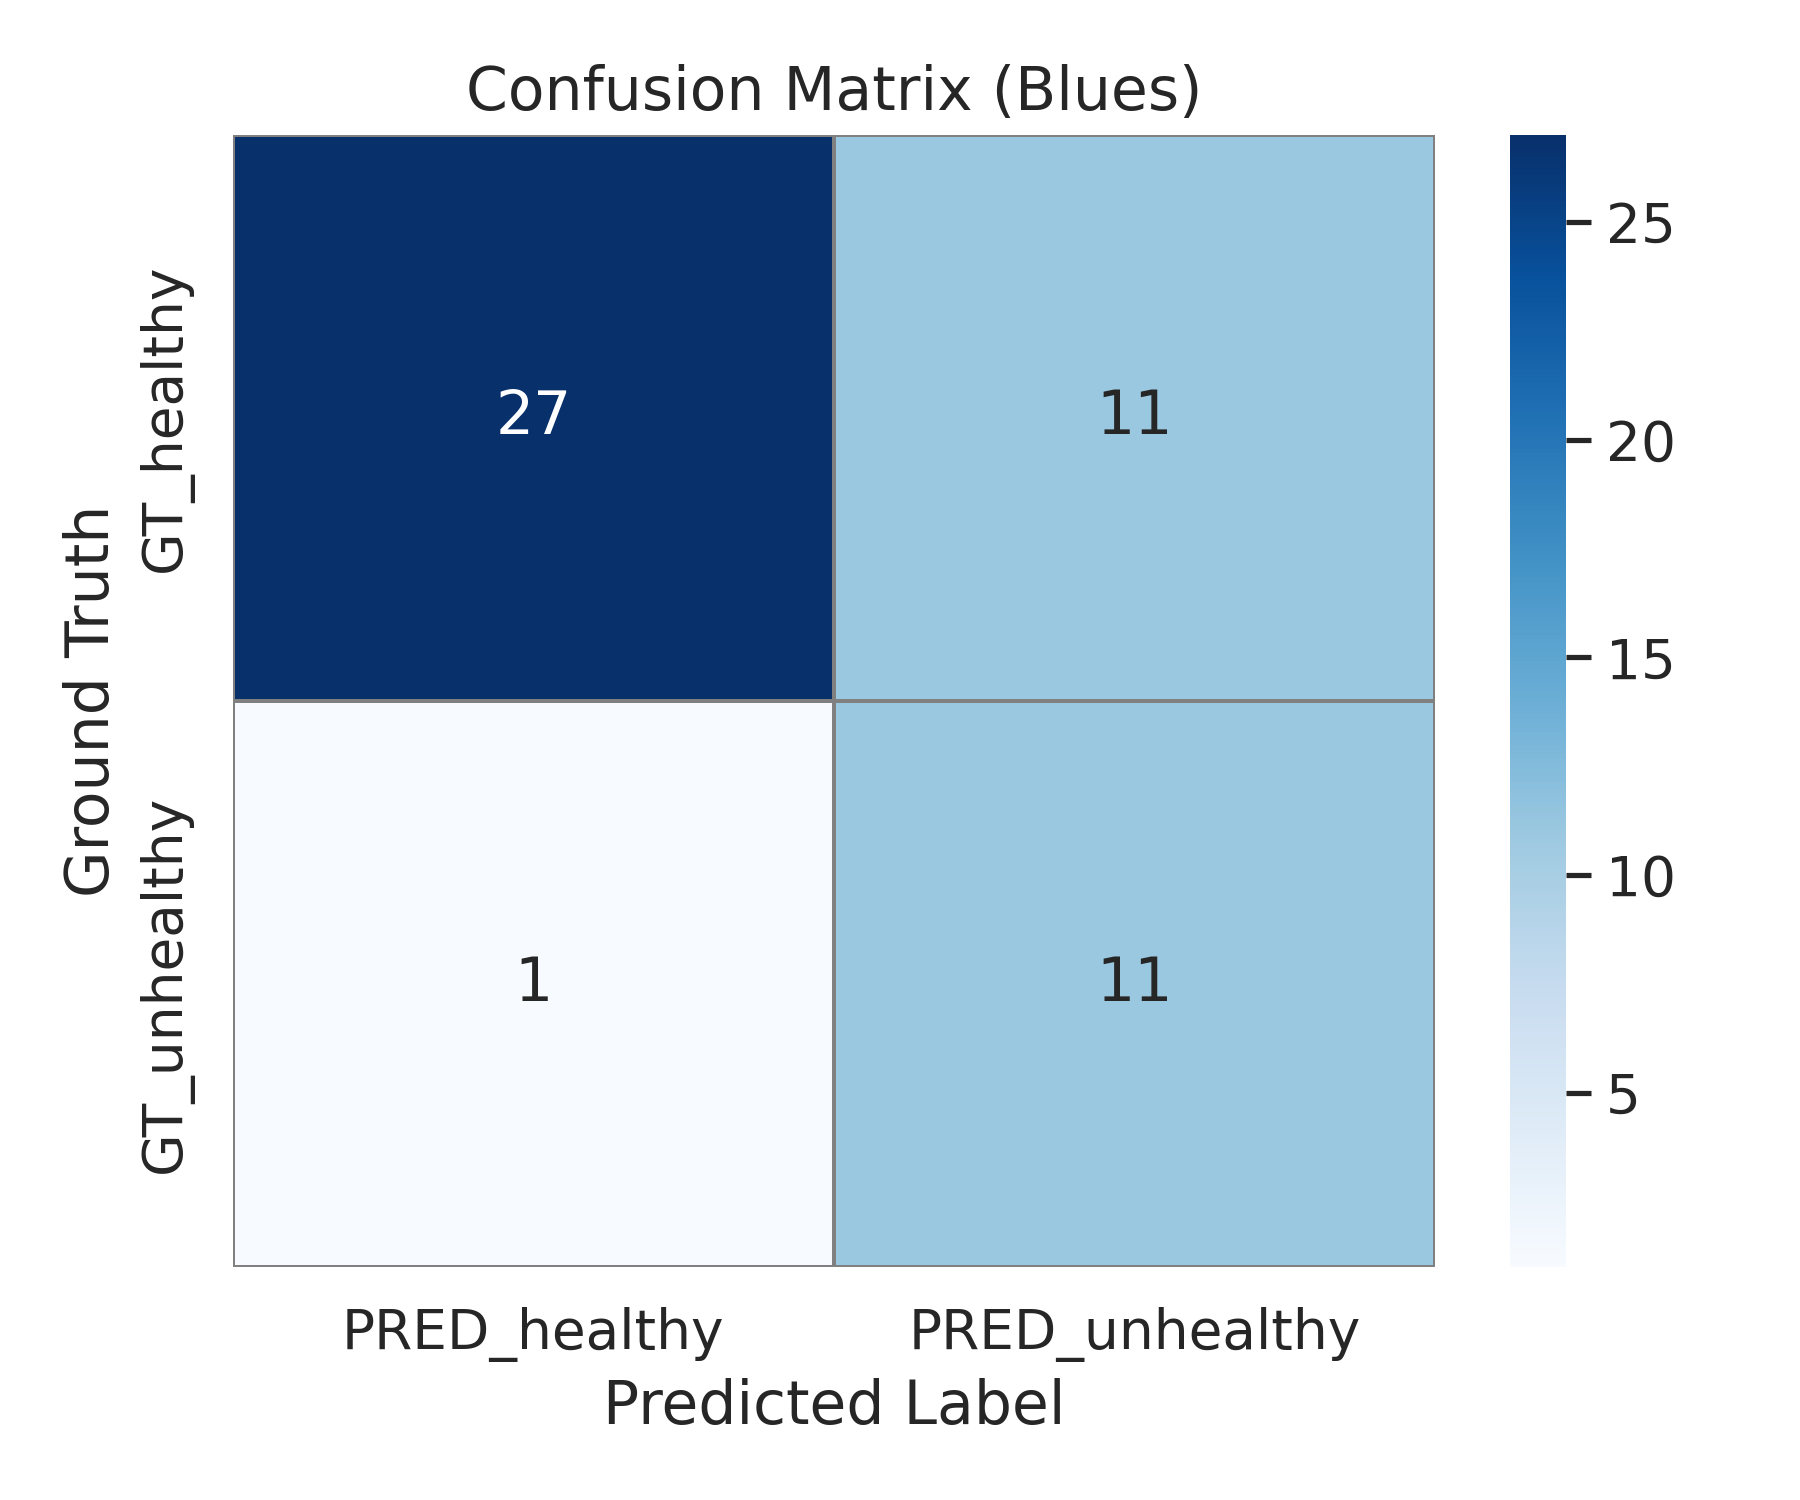 Confusion Matrix (Blues)
Ground Truth
GT_healthy
GT_unhealthy
27
11
1
11
PRED_healthy
PRED_unhealthy
Predicted Label
25
20
15
10
5